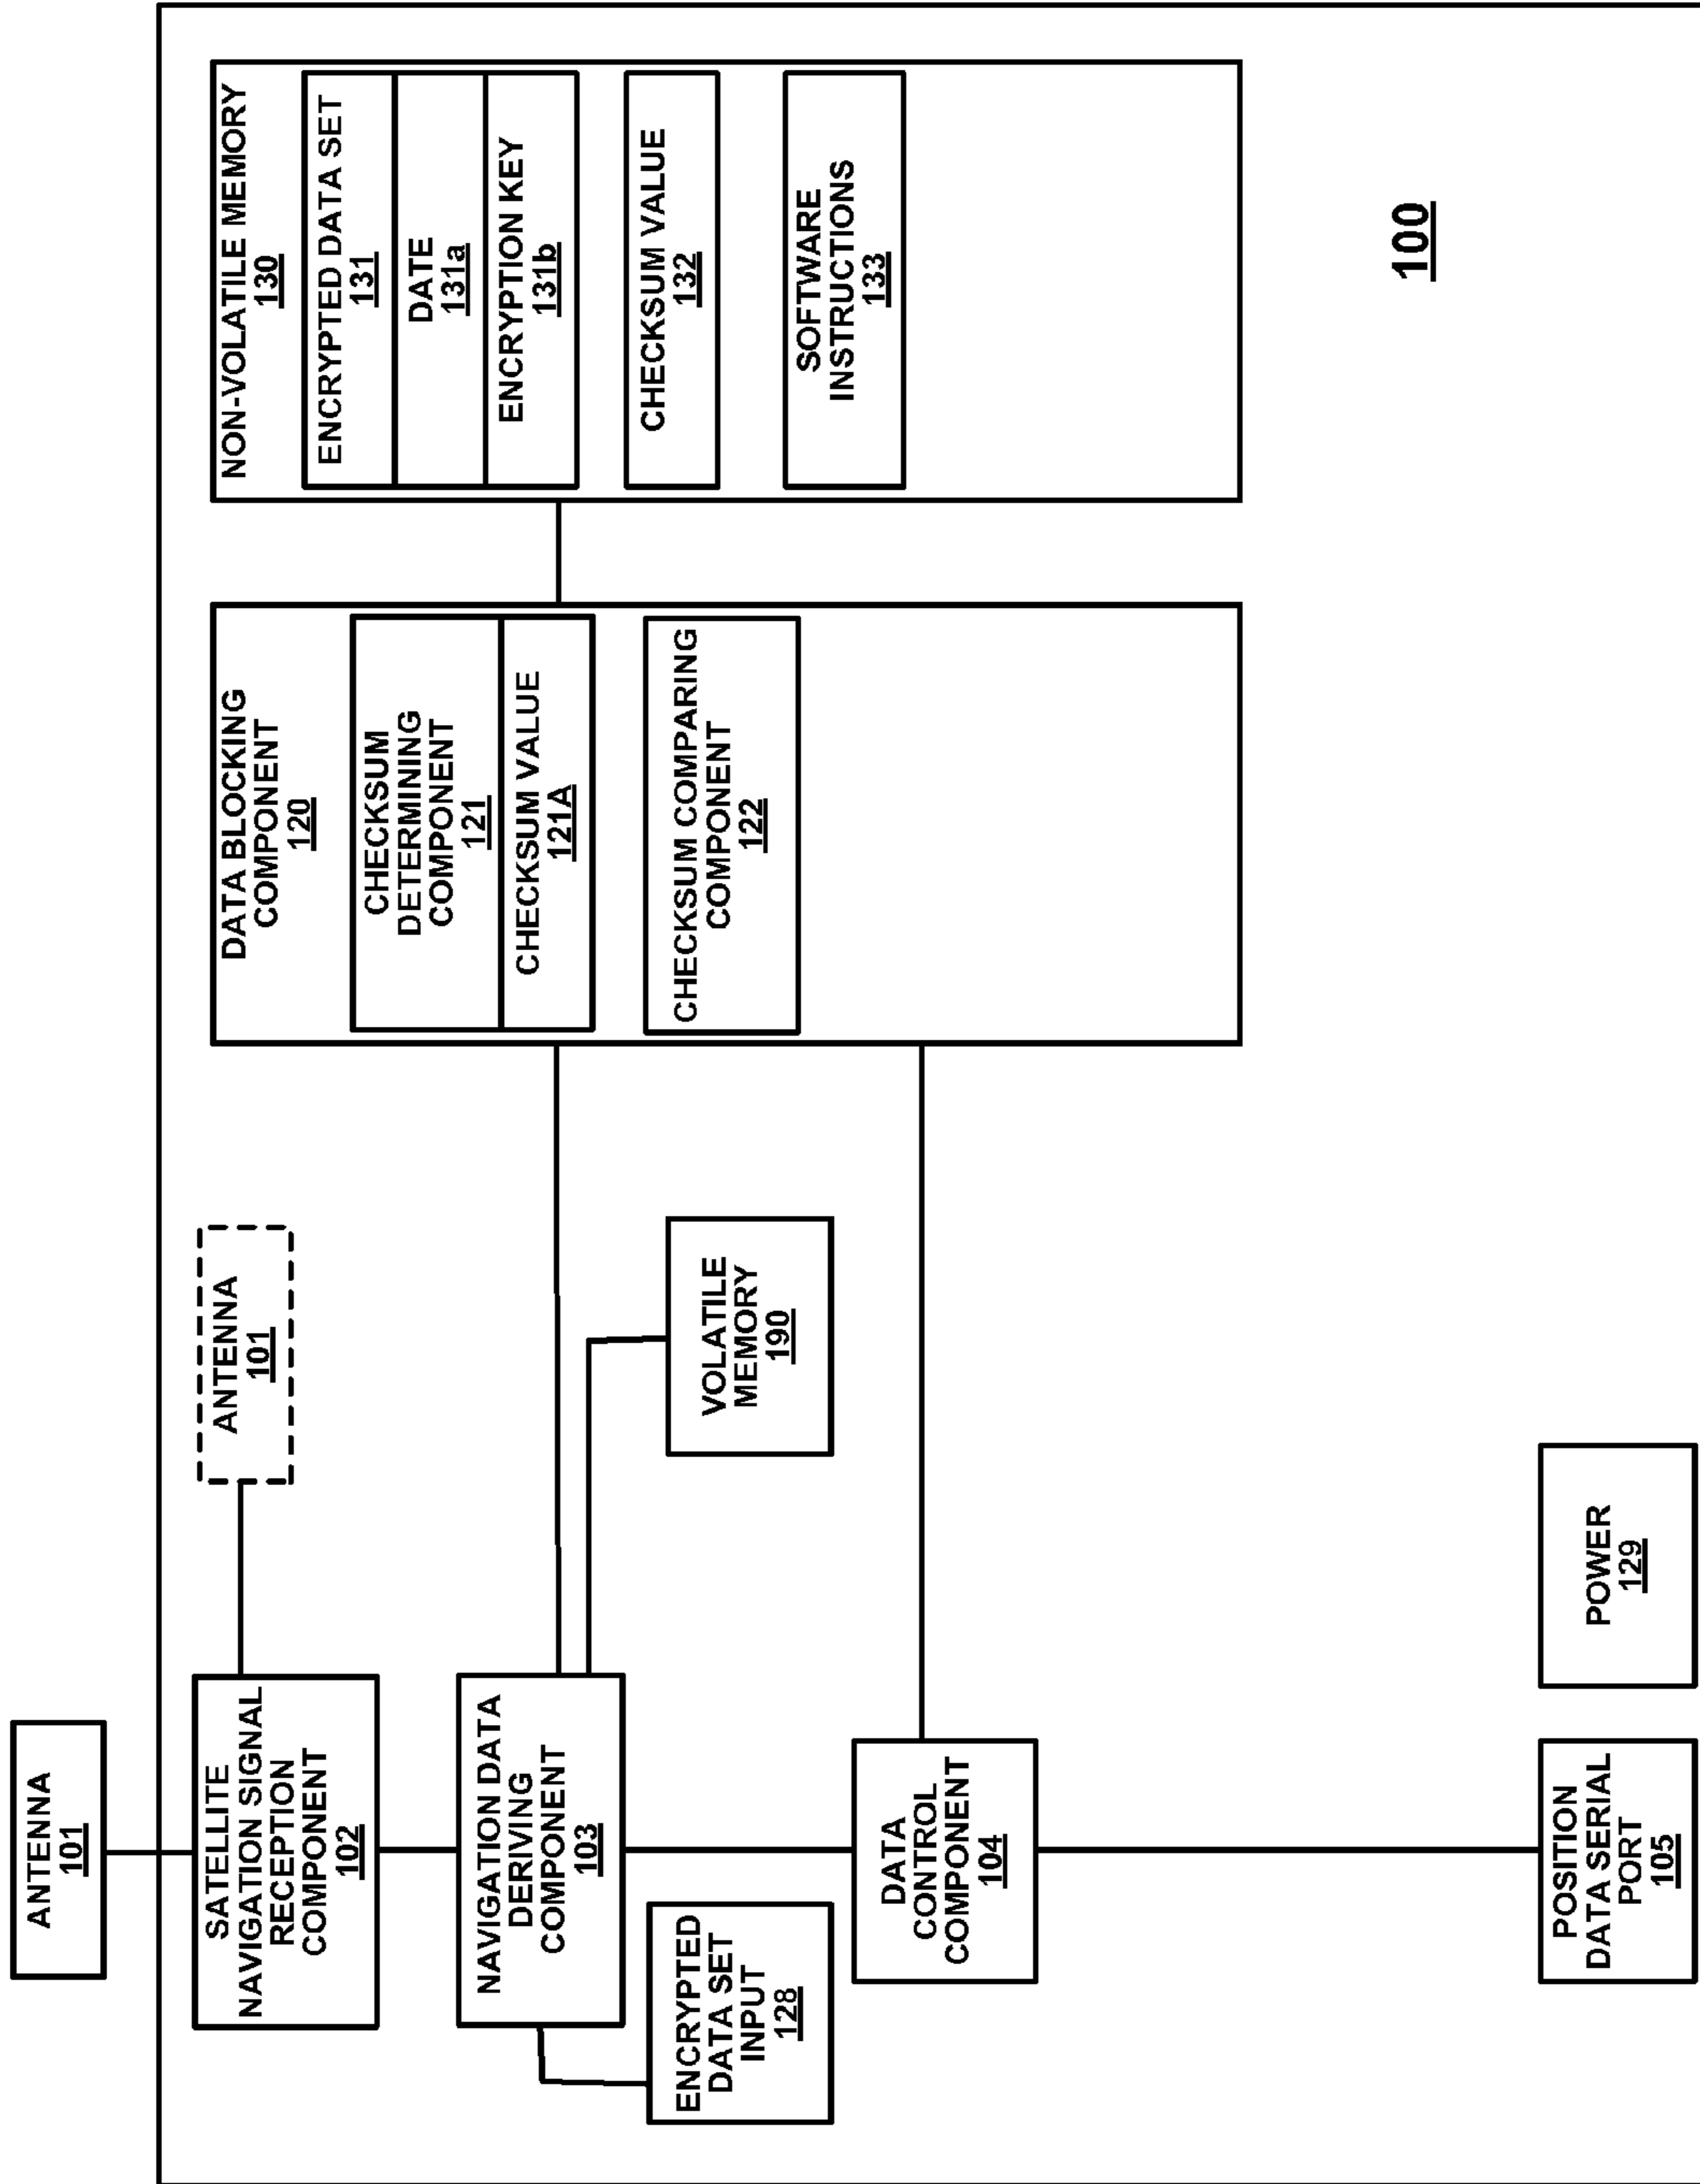 ANTENNA
101
SATELLITE
NAVIGATION SIGNAL
RECEPTION
COMPONENT
102
ANTENNA
101
NAVIGATION DATA
DERIVING
COMPONENT
103
ENCRYPTED
DATA SET
INPUT
128
VOLATILE
MEMORY
190
DATA
CONTROL
COMPONENT
104
POSITION
DATA SERIAL
PORT
105
POWER
129
DATA BLOCKING
COMPONENT
120
CHECKSUM
DETERMINING
COMPONENT
121
CHECKSUM VALUE
121A
CHECKSUM COMPARING
COMPONENT
122
NON-VOLATILE MEMORY
130
ENCRYPTED DATA SET
131
DATE
131a
ENCRYPTION KEY
131b
CHECKSUM VALUE
132
SOFTWARE
INSTRUCTIONS
133
100